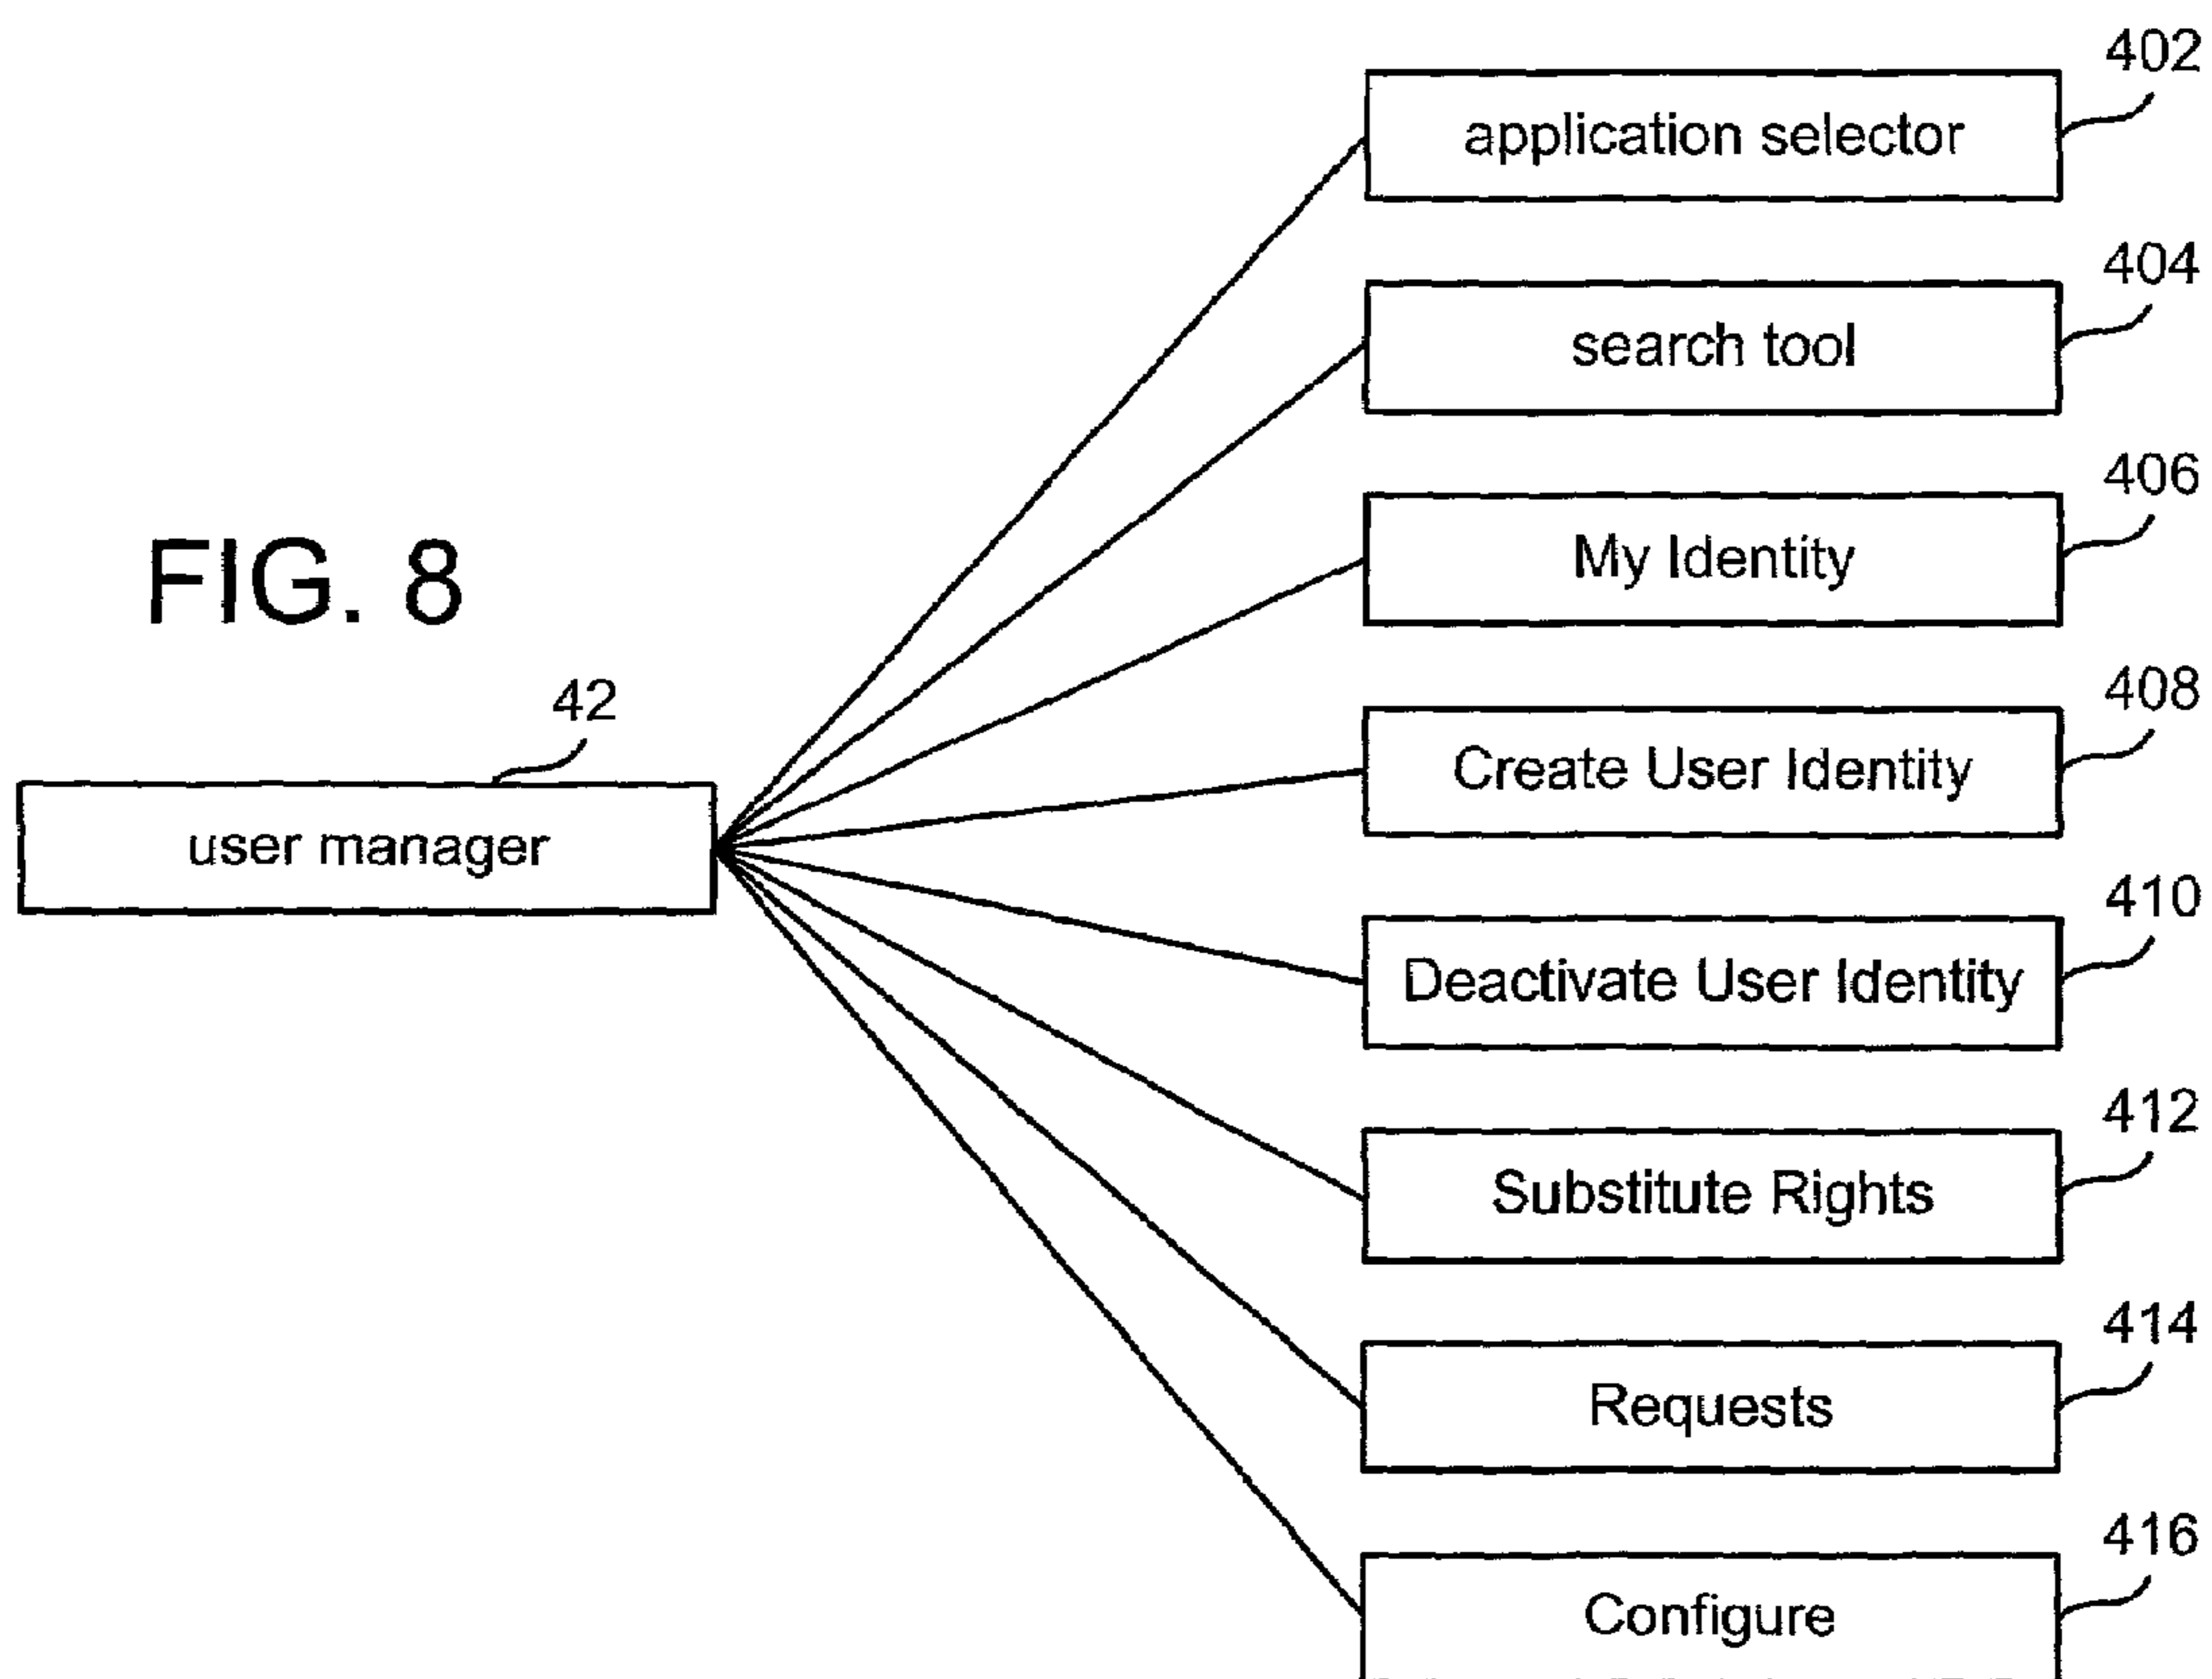 402
application selector
404
search tool
406
My Identity
FIG. 8
408
Create User Identity
42
user manager
410
Deactivate User Identity
412
Substitute Rights
414
Requests
416
Configure